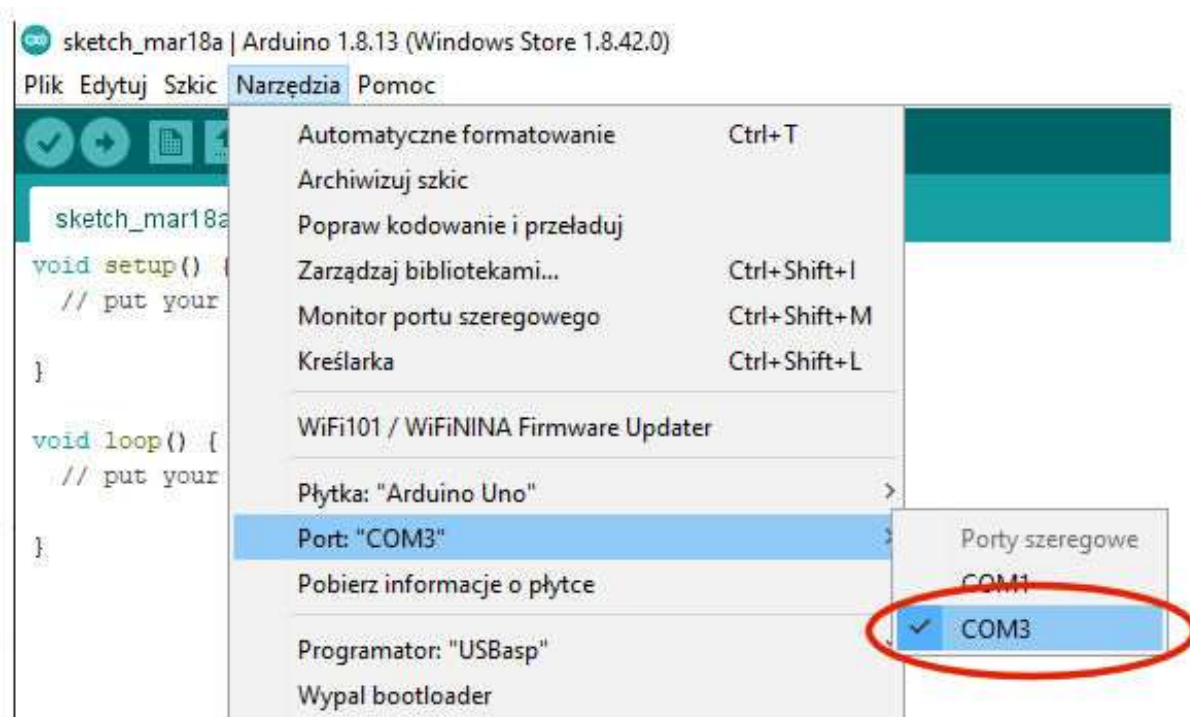 sketch_mar18a | Arduino 1.8.13 (Windows Store 1.8.42.0)
Plik Edytuj Szkic Narzędzia Pomoc
Automatyczne formatowanie Ctrl+T
Archiwizuj szkic
sketch_mar18a
Popraw kodowanie i przeładuj
void setup() {
Zarządzaj bibliotekami... Ctrl+Shift+I
// put your
Monitor portu szeregowego Ctrl+Shift+M
}
Kreślarka Ctrl+Shift+L
WiFi101 / WiFiNINA Firmware Updater
void loop() {
// put your
Płytka: "Arduino Uno" >
Port: "COM3" >
Porty szeregowe
}
Pobierz informacje o płytce
COM1
COM3
Programator: "USBasp"
Wypal bootloader